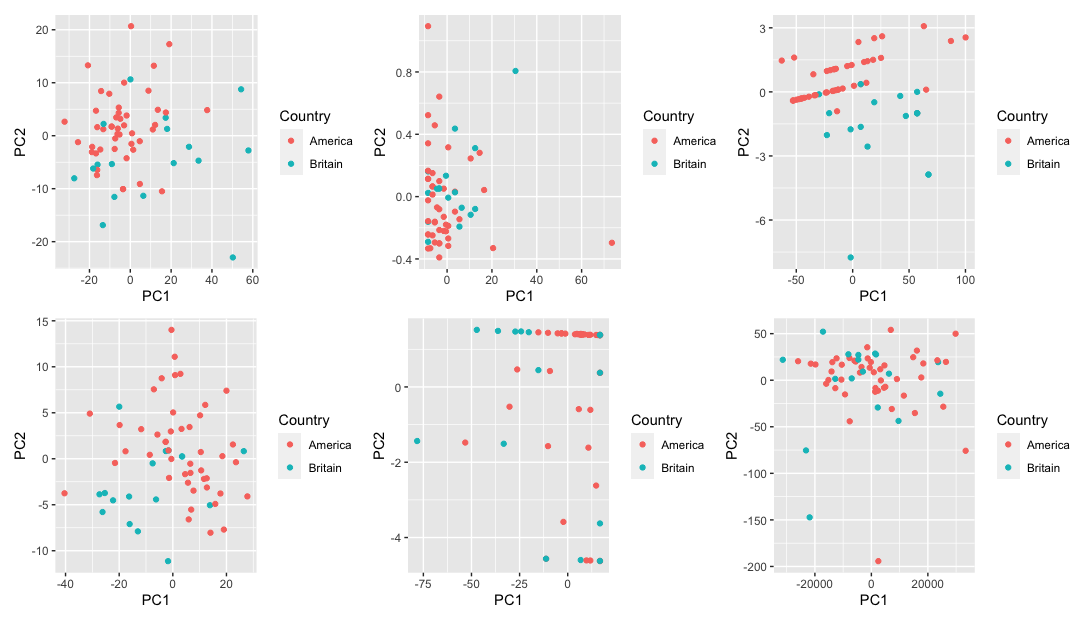 20
10
0
-10
-20
PC2
-20 0 20 40 60
PC1
Country
America
Britain
0.8
0.4
0.0
-0.4
PC2
0 20 40 60
PC1
Country
America
Britain
3
0
-3
-6
PC2
-50 0 50 100
PC1
Country
America
Britain
15
10
5
0
-5
-10
PC2
-40 -20 0 20
PC1
Country
America
Britain
0
-2
-4
PC2
-75 -50 -25 0
PC1
Country
America
Britain
50
0
-50
-100
-150
-200
PC2
-20000 0 20000
PC1
Country
America
Britain